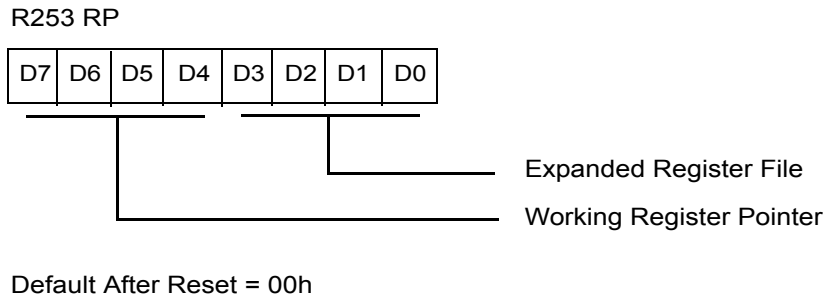 R253 RP
D7 D6 D5 D4 D3 D2 D1 D0
Expanded Register File
Working Register Pointer
Default After Reset = 00h